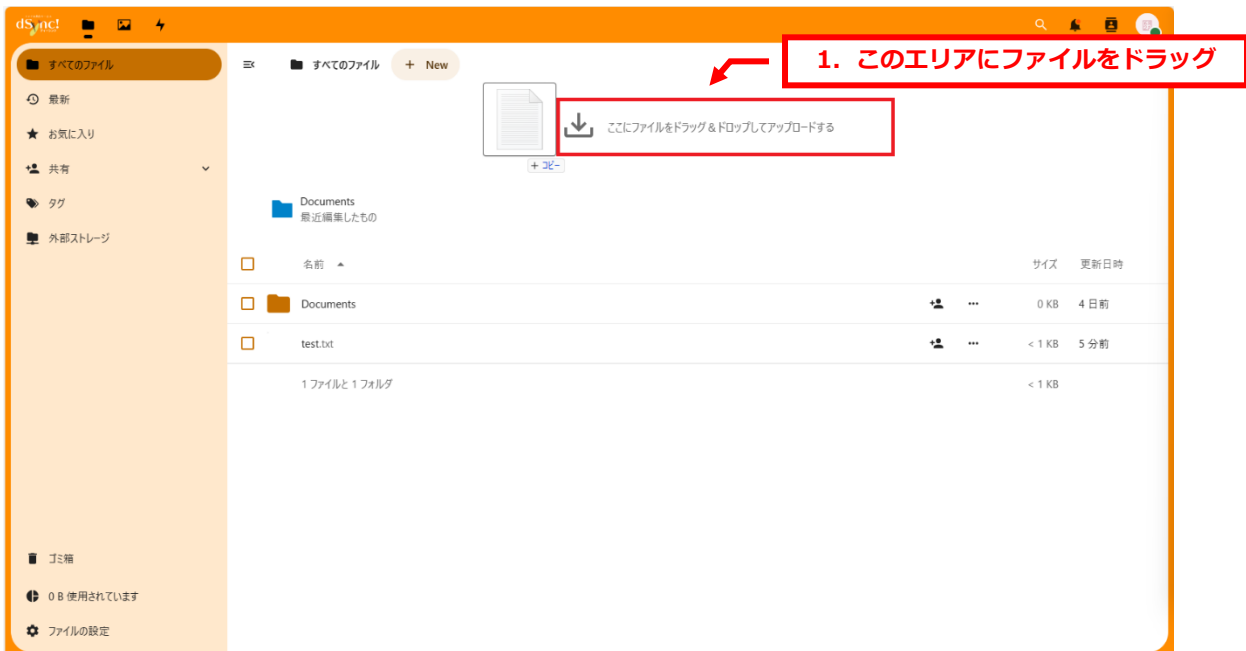 dSync!
1. このエリアにファイルをドラッグ
すべてのファイル
最新
お気に入り
共有
タグ
外部ストレージ
ゴミ箱
0 B 使用されています
ファイルの設定
すべてのファイル
+ New
ここにファイルをドラッグ＆ドロップしてアップロードする
+ コピー
Documents
最近編集したもの
名前 サイズ 更新日時
Documents 0 KB 4 日前
test.txt < 1 KB 5 分前
1 ファイルと 1 フォルダ < 1 KB